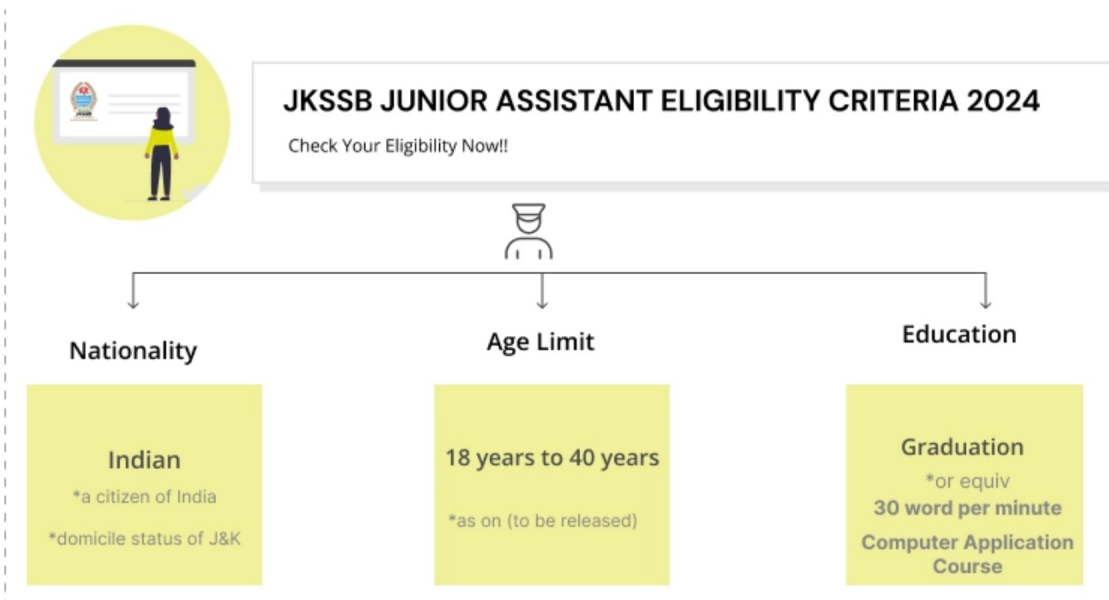 JKSSB JUNIOR ASSISTANT ELIGIBILITY CRITERIA 2024
Check Your Eligibility Now!!
Nationality
Age Limit
Education
Indian
*a citizen of India
*domicile status of J&K
18 years to 40 years
*as on (to be released)
Graduation
*or equiv
30 word per minute
Computer Application
Course